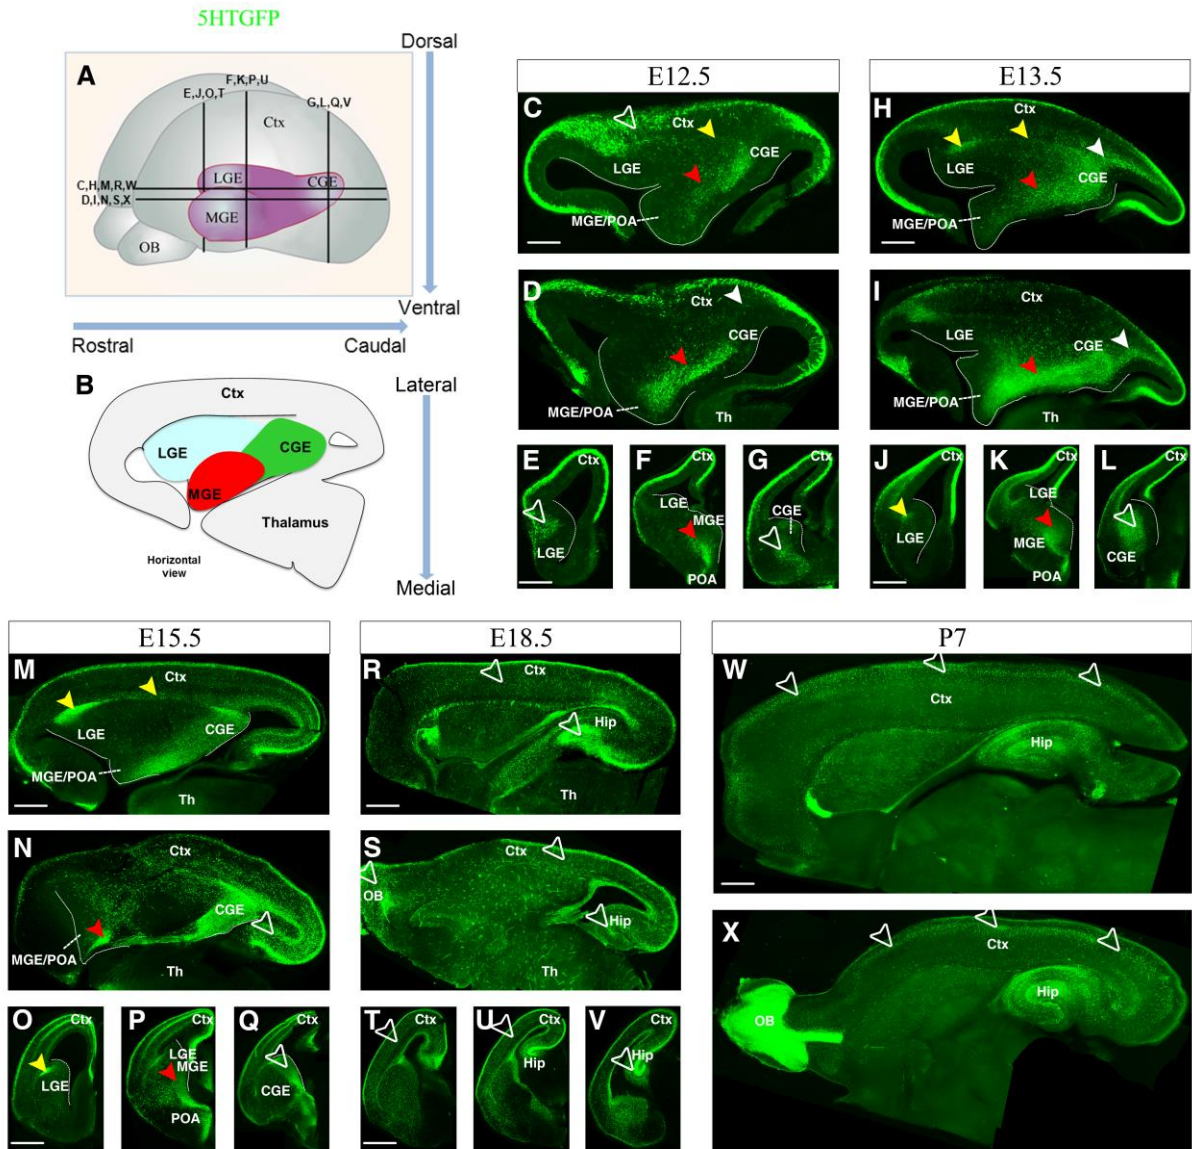 5HTGFP
Dorsal
A
F,K,P,U
E,J,O,T
G,L,Q,V
Ctx
LGE
CGE
C,H,M,R,W
D,I,N,S,X
MGE
OB
Ventral
Rostral
Caudal
B
Lateral
Ctx
LGE
CGE
MGE
Thalamus
Horizontal
view
Medial
E12.5
C
Ctx
CGE
LGE
MGE/POA
D
Ctx
CGE
MGE/POA
Th
E
Ctx
LGE
F
Ctx
LGE
MGE
POA
G
Ctx
CGE
E13.5
H
Ctx
LGE
CGE
MGE/POA
I
Ctx
LGE
CGE
MGE/POA
Th
J
Ctx
LGE
K
Ctx
LGE
MGE
POA
L
Ctx
CGE
E15.5
M
Ctx
LGE
CGE
MGE/POA
Th
N
Ctx
CGE
MGE/POA
Th
O
Ctx
LGE
P
Ctx
LGE
MGE
POA
Q
Ctx
CGE
E18.5
R
Ctx
Hip
Th
S
Ctx
OB
Hip
Th
T
Ctx
U
Ctx
Hip
V
Ctx
Hip
P7
W
Ctx
Hip
X
Ctx
OB
Hip